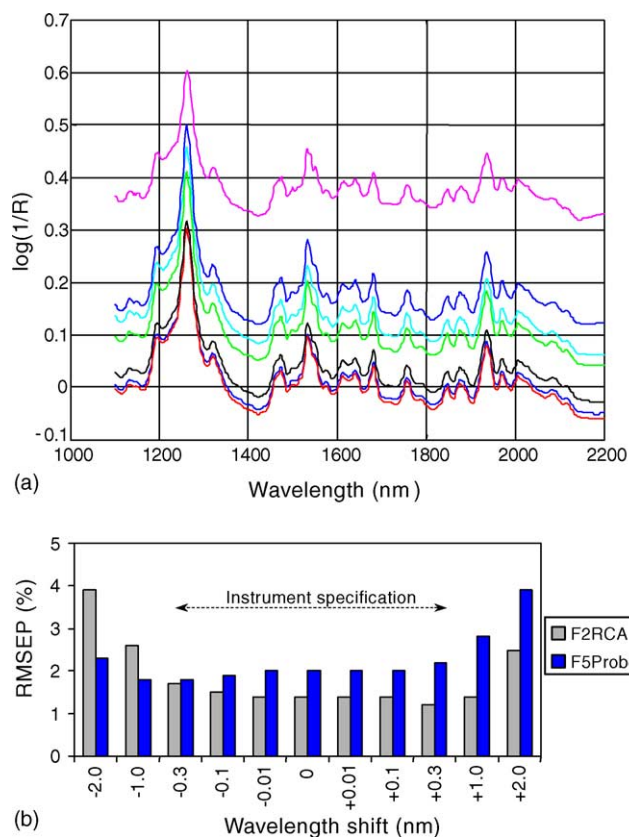 0.7
0.6
0.5
0.4
0.3
0.2
0.1
0
-0.1
log(1/R)
1000 1200 1400 1600 1800 2000 2200
Wavelength (nm)
(a)
5
4
3
2
1
0
RMSEP (%)
Instrument specification
F2RCA
F5Prob
-2.0 -1.0 -0.3 -0.1 -0.01 0 +0.01 +0.1 +0.3 +1.0 +2.0
Wavelength shift (nm)
(b)